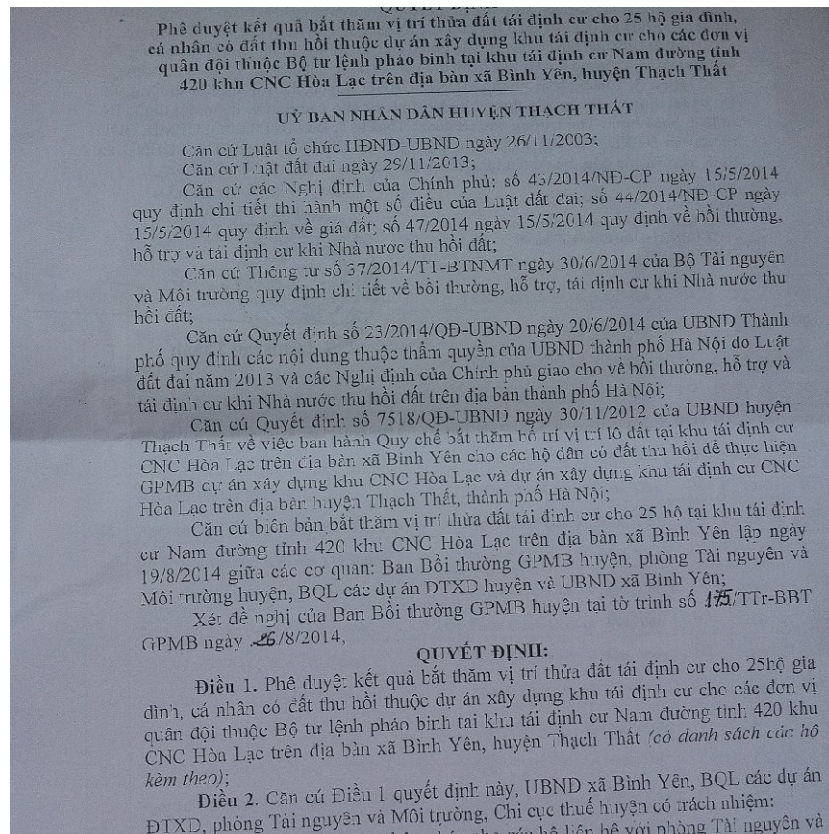 QUYẾT ĐỊNH
Phê duyệt kết quả bắt thăm vị trí thửa đất tái định cư cho 25 hộ gia đình,
cá nhân có đất thu hồi thuộc dự án xây dựng khu tái định cư cho các đơn vị
quân đội thuộc Bộ tư lệnh pháo binh tại khu tái định cư Nam đường tỉnh
420 khu CNC Hòa Lạc trên địa bàn xã Bình Yên, huyện Thạch Thất
UỶ BAN NHÂN DÂN HUYỆN THẠCH THẤT
Căn cứ Luật tổ chức HĐND-UBND ngày 26/11/2003;
Căn cứ Luật đất đai ngày 29/11/2013;
Căn cứ các Nghị định của Chính phủ: số 43/2014/NĐ-CP ngày 15/5/2014
quy định chi tiết thi hành một số điều của Luật đất đai; số 44/2014/NĐ-CP ngày
15/5/2014 quy định về giá đất; số 47/2014 ngày 15/5/2014 quy định về bồi thường,
hỗ trợ và tái định cư khi Nhà nước thu hồi đất;
Căn cứ Thông tư số 37/2014/TT-BTNMT ngày 30/6/2014 của Bộ Tài nguyên
và Môi trường quy định chi tiết về bồi thường, hỗ trợ, tái định cư khi Nhà nước thu
hồi đất;
Căn cứ Quyết định số 23/2014/QĐ-UBND ngày 20/6/2014 của UBND Thành
phố quy định các nội dung thuộc thẩm quyền của UBND thành phố Hà Nội do Luật
đất đai năm 2013 và các Nghị định của Chính phủ giao cho về bồi thường, hỗ trợ và
tái định cư khi Nhà nước thu hồi đất trên địa bàn thành phố Hà Nội;
Căn cứ Quyết định số 7518/QĐ-UBND ngày 30/11/2012 của UBND huyện
Thạch Thất về việc ban hành Quy chế bắt thăm bố trí vị trí lô đất tại khu tái định cư
CNC Hòa Lạc trên địa bàn xã Bình Yên cho các hộ dân có đất thu hồi để thực hiện
GPMB dự án xây dựng khu CNC Hòa Lạc và dự án xây dựng khu tái định cư CNC
Hòa Lạc trên địa bàn huyện Thạch Thất, thành phố Hà Nội;
Căn cứ biên bản bắt thăm vị trí thửa đất tái định cư cho 25 hộ tại khu tái định
cư Nam đường tỉnh 420 khu CNC Hòa Lạc trên địa bàn xã Bình Yên lập ngày
19/8/2014 giữa các cơ quan: Ban Bồi thường GPMB huyện, phòng Tài nguyên và
Môi trường huyện, BQL các dự án ĐTXD huyện và UBND xã Bình Yên;
Xét đề nghị của Ban Bồi thường GPMB huyện tại tờ trình số 175/TTr-BBT
GPMB ngày 26/8/2014,
QUYẾT ĐỊNH:
Điều 1. Phê duyệt kết quả bắt thăm vị trí thửa đất tái định cư cho 25hộ gia
đình, cá nhân có đất thu hồi thuộc dự án xây dựng khu tái định cư cho các đơn vị
quân đội thuộc Bộ tư lệnh pháo binh tại khu tái định cư Nam đường tỉnh 420 khu
CNC Hòa Lạc trên địa bàn xã Bình Yên, huyện Thạch Thất (có danh sách các hộ
kèm theo);
Điều 2. Căn cứ Điều 1 quyết định này, UBND xã Bình Yên, BQL các dự án
ĐTXD, phòng Tài nguyên và Môi trường, Chi cục thuế huyện có trách nhiệm:
hộ liên hệ với phòng Tài nguyên và